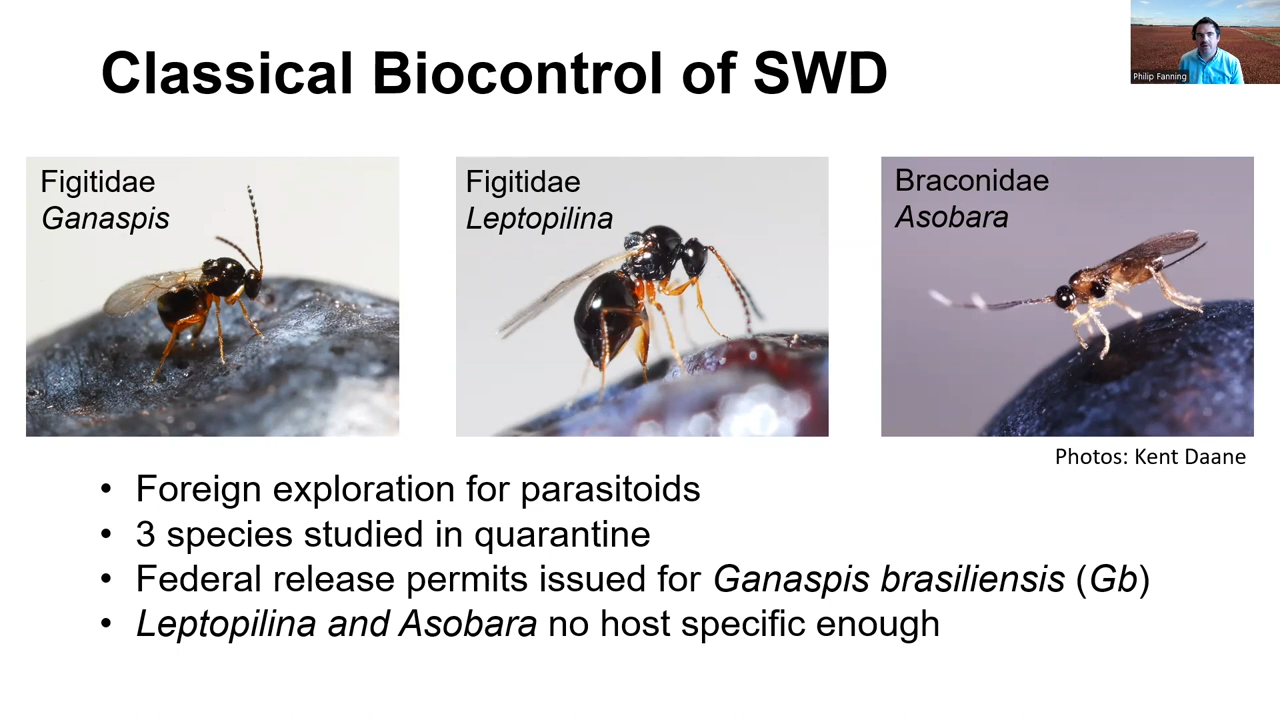 Classical Biocontrol of SWD
Philip Fanning
Figitidae
Ganaspis
Figitidae
Leptopilina
Braconidae
Asobara
Photos: Kent Daane
• Foreign exploration for parasitoids
• 3 species studied in quarantine
• Federal release permits issued for Ganaspis brasiliensis (Gb)
• Leptopilina and Asobara no host specific enough